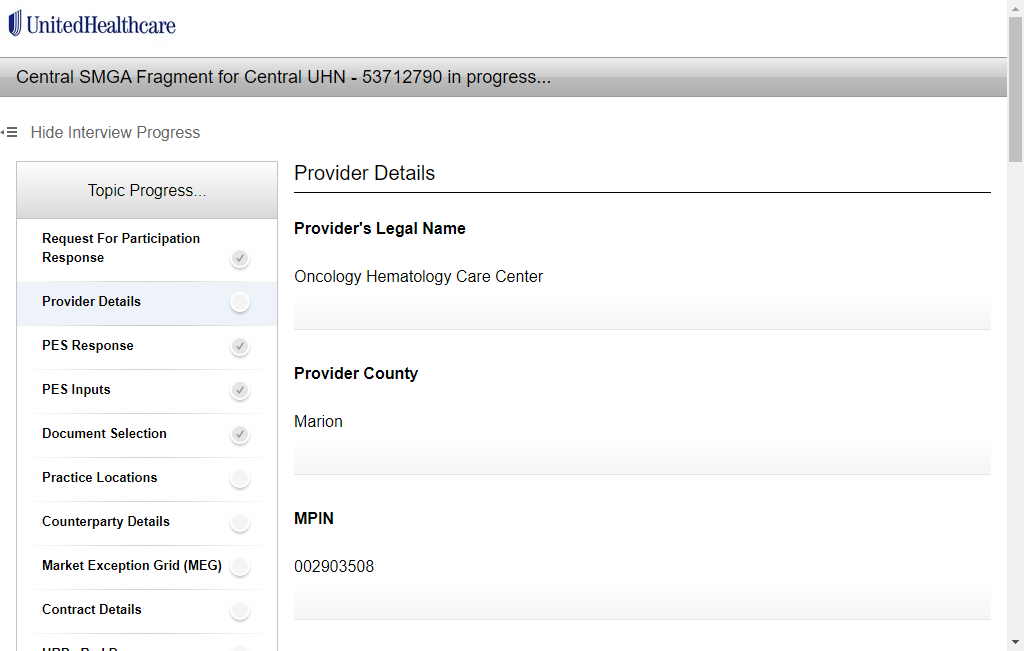 UnitedHealthcare
Central SMGA Fragment for Central UHN - 53712790 in progress...
Hide Interview Progress
Topic Progress...
Request For Participation
Response
Provider Details
PES Response
PES Inputs
Document Selection
Practice Locations
Counterparty Details
Market Exception Grid (MEG)
Contract Details
Provider Details
Provider's Legal Name
Oncology Hematology Care Center
Provider County
Marion
MPIN
002903508